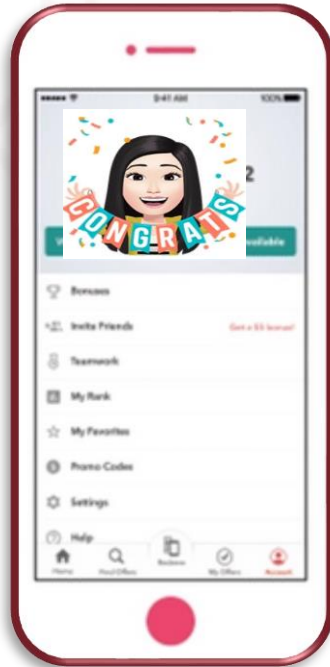 9:41 AM 100%
2
CONGRATS
available
Bonuses
Invite Friends Get a $5 bonus!
Teamwork
My Rank
My Favorites
Promo Codes
Settings
Help
Home Find Offers Redeem My Offers Account